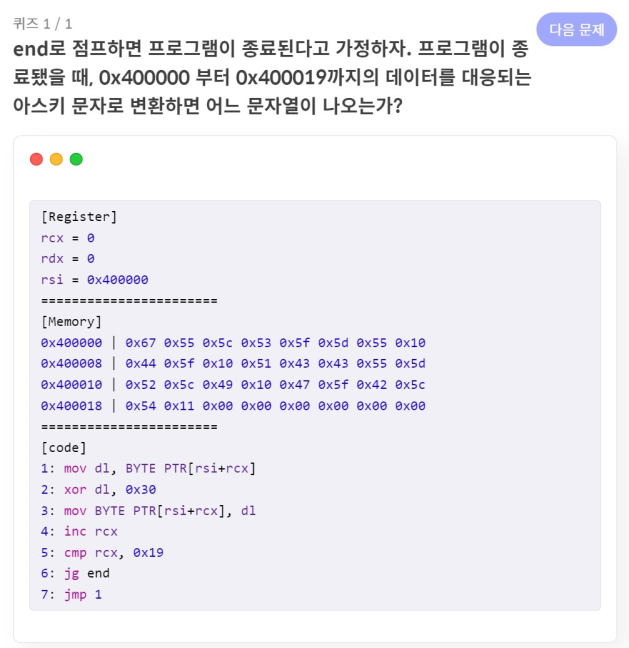 퀴즈 1 / 1
다음 문제
end로 점프하면 프로그램이 종료된다고 가정하자. 프로그램이 종
료됐을 때, 0x400000 부터 0x400019까지의 데이터를 대응되는
아스키 문자로 변환하면 어느 문자열이 나오는가?
[Register]
rcx = 0
rdx = 0
rsi = 0x400000
=======================
[Memory]
0x400000 | 0x67 0x55 0x5c 0x53 0x5f 0x5d 0x55 0x10
0x400008 | 0x44 0x5f 0x10 0x51 0x43 0x43 0x55 0x5d
0x400010 | 0x52 0x5c 0x49 0x10 0x47 0x5f 0x42 0x5c
0x400018 | 0x54 0x11 0x00 0x00 0x00 0x00 0x00 0x00
=======================
[code]
1: mov dl, BYTE PTR[rsi+rcx]
2: xor dl, 0x30
3: mov BYTE PTR[rsi+rcx], dl
4: inc rcx
5: cmp rcx, 0x19
6: jg end
7: jmp 1